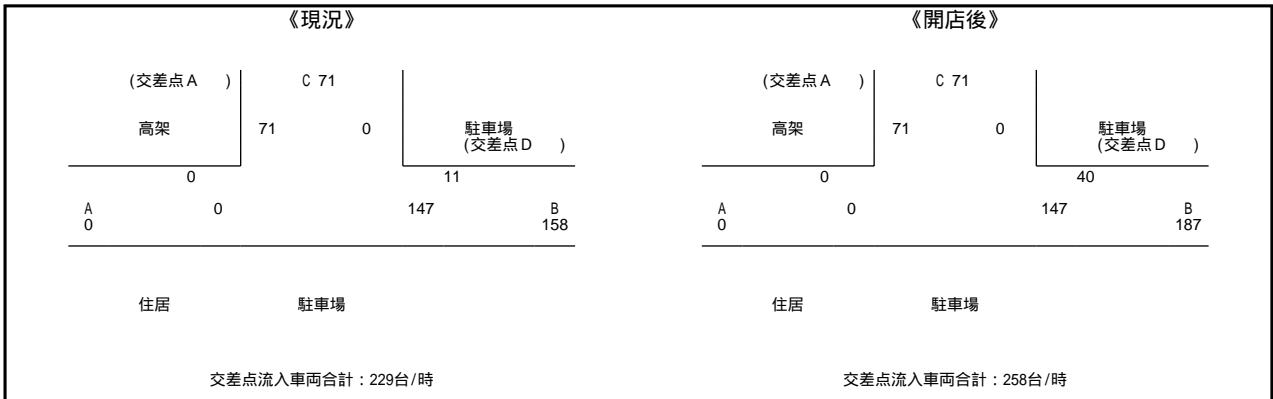 《現況》
(交差点A　)
C 71
高架
71
0
駐車場
(交差点D　)
0
11
A
0
0
147
B
158
住居
駐車場
交差点流入車両合計：229台/時
《開店後》
(交差点A　)
C 71
高架
71
0
駐車場
(交差点D　)
0
40
A
0
0
147
B
187
住居
駐車場
交差点流入車両合計：258台/時